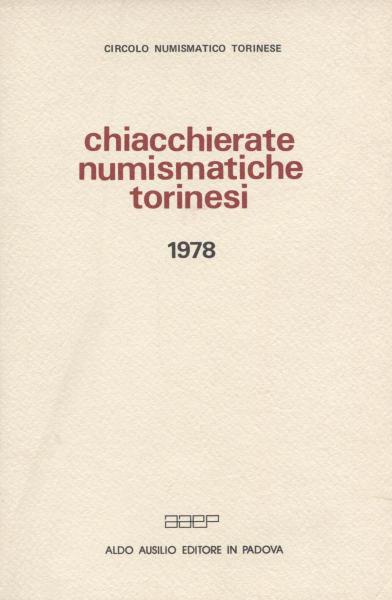 CIRCOLO NUMISMATICO TORINESE
chiacchierate
numismatiche
torinesi
1978
aaep
ALDO AUSILIO EDITORE IN PADOVA